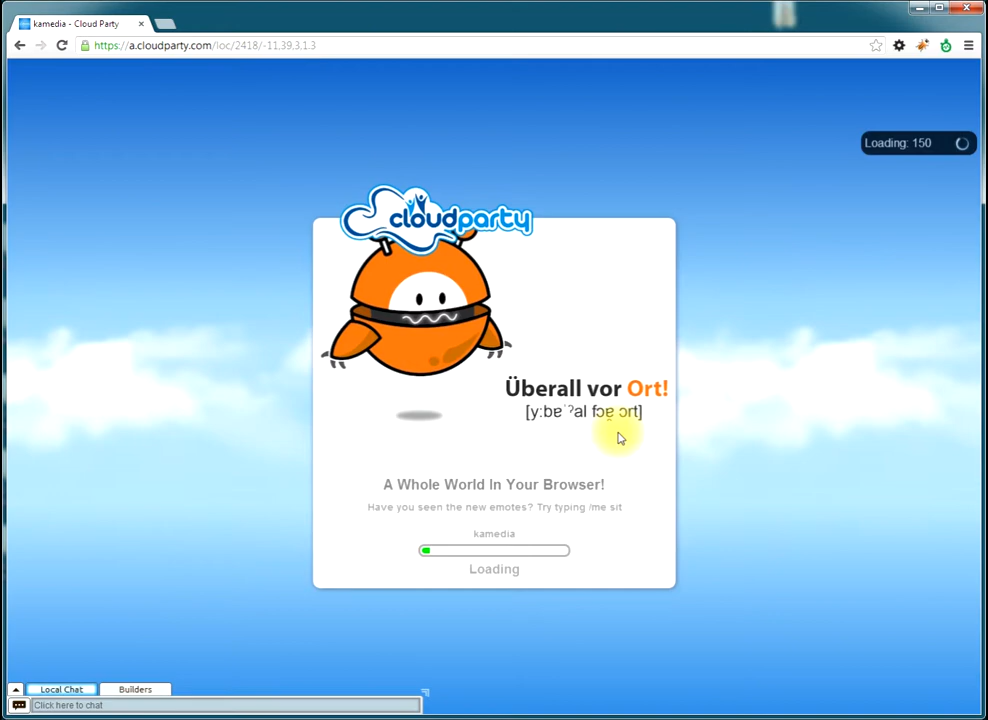 kamedia - Cloud Party
https://a.cloudparty.com/loc/2418/-11,39,3,1.3
Loading: 150
cloudparty
Überall vor Ort!
A Whole World In Your Browser!
Have you seen the new emotes? Try typing /me sit
kamedia
Loading
Local Chat
Builders
Click here to chat